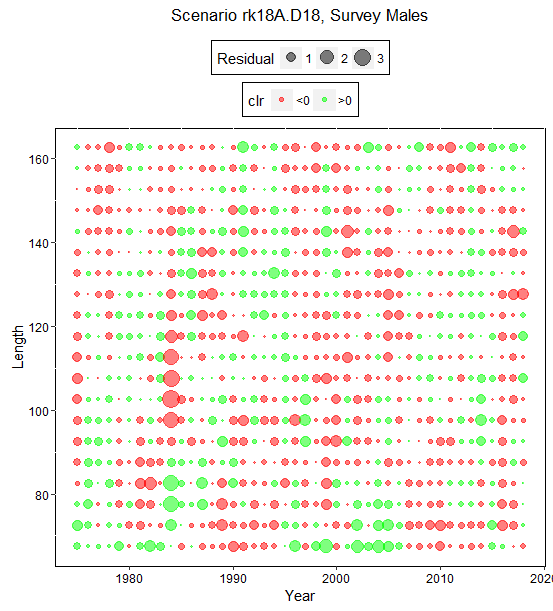 Scenario rk18A.D18, Survey Males
Residual 1 2 3
clr <0 >0
160
140
120
100
80
Length
1980 1990 2000 2010 2020
Year